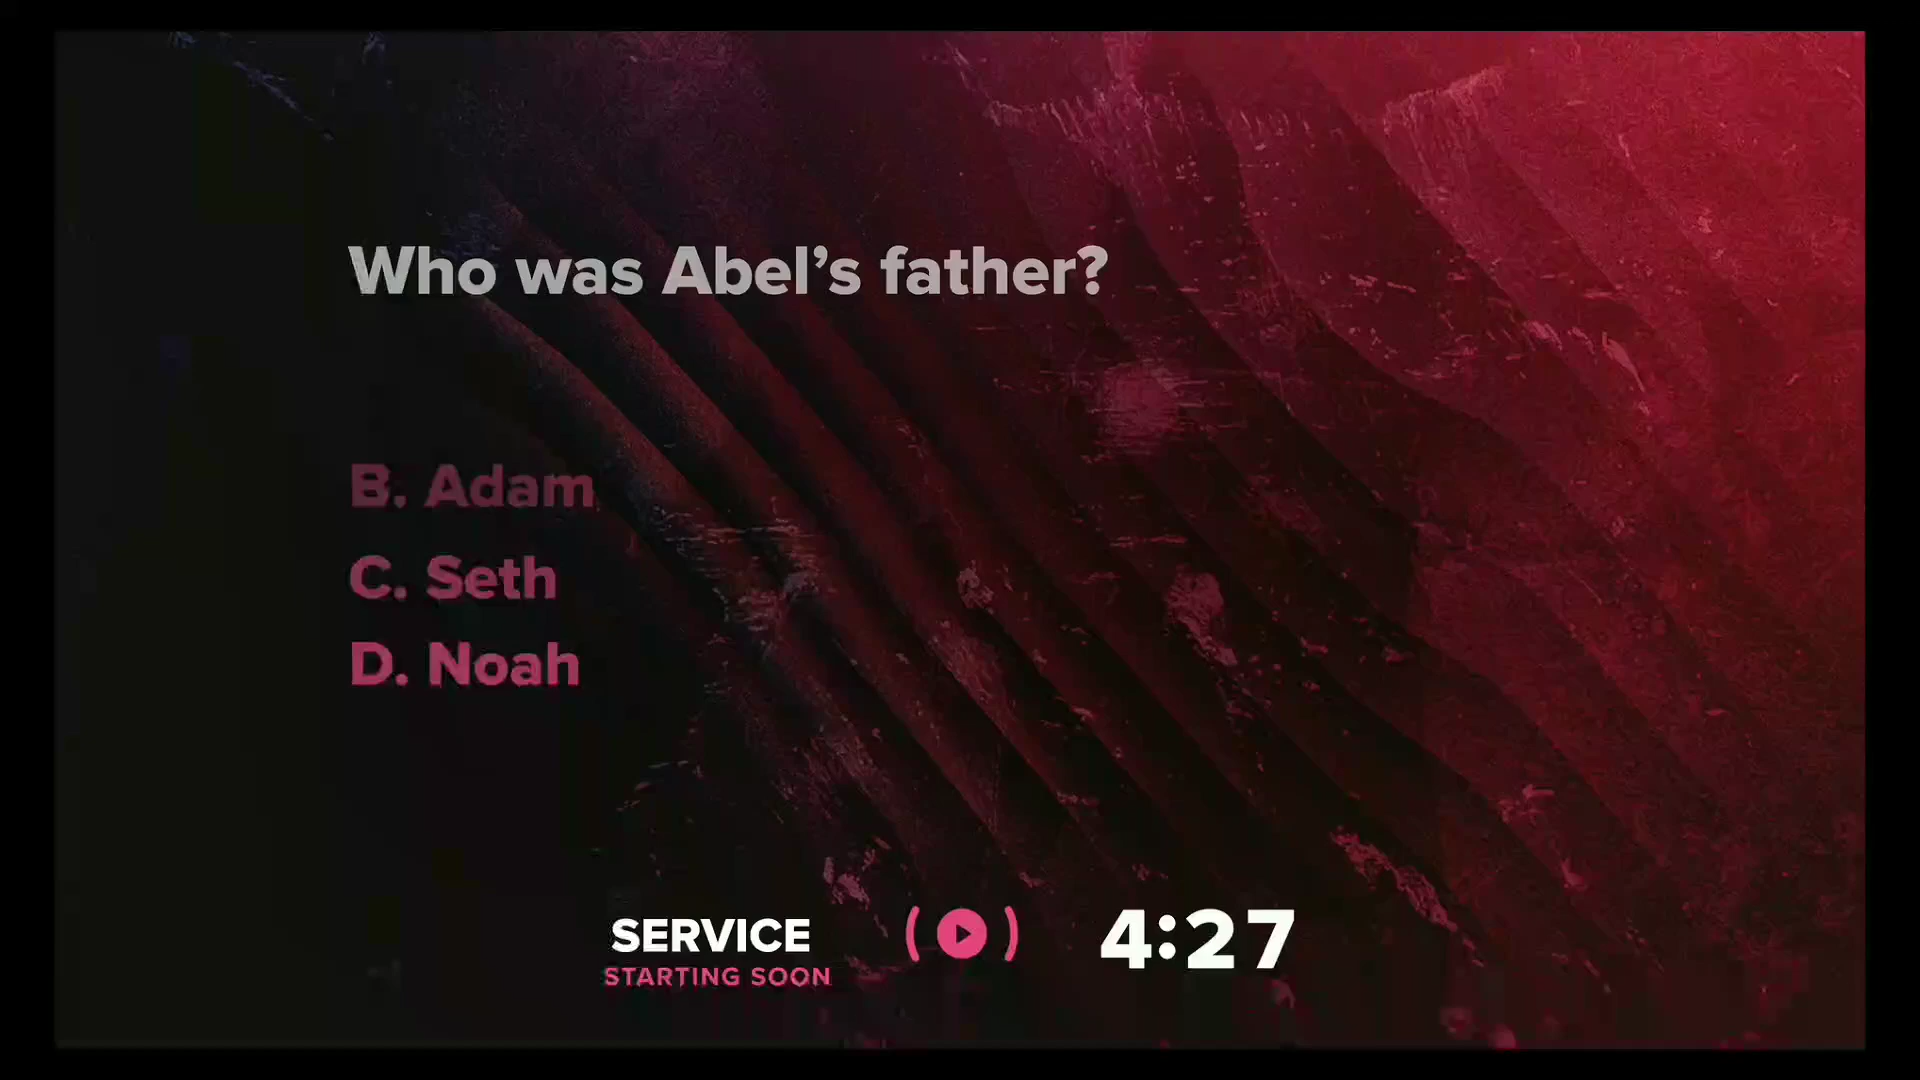 Who was Abel’s father?
B. Adam
C. Seth
D. Noah
SERVICE
STARTING SOON
4:27